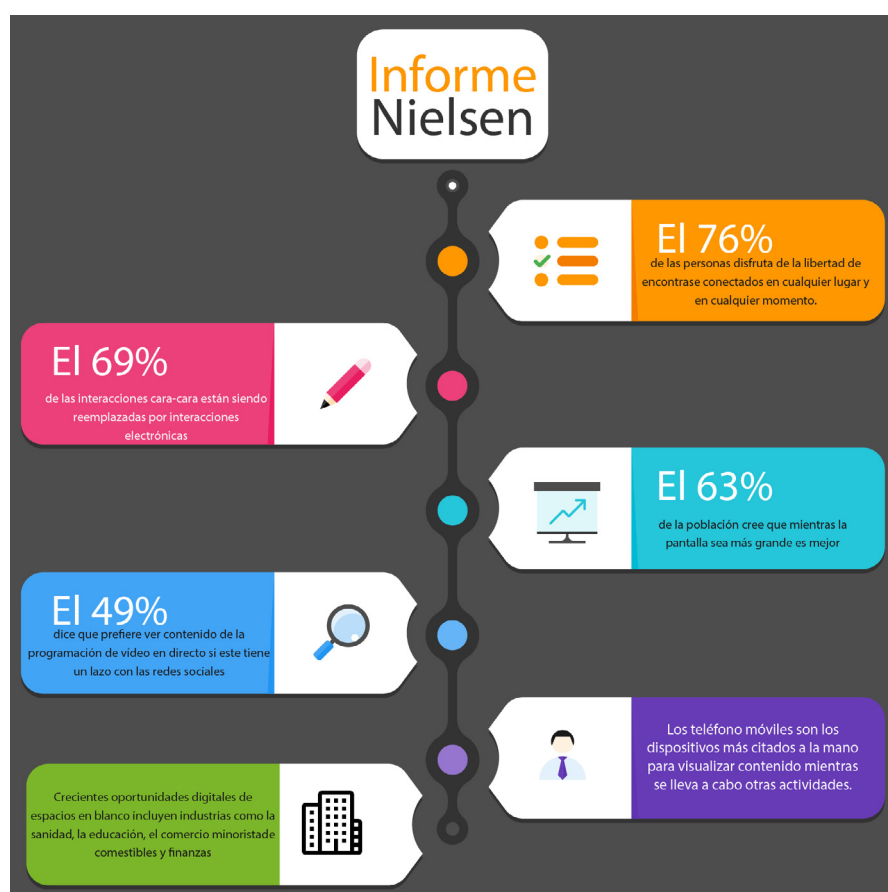 Informe
Nielsen
El 76%
de las personas disfruta de la libertad de
encontrase conectados en cualquier lugar y
en cualquier momento.
El 69%
de las interacciones cara-cara están siendo
reemplazadas por interacciones
electrónicas
El 63%
de la población cree que mientras la
pantalla sea más grande es mejor
El 49%
dice que prefiere ver contenido de la
programación de vídeo en directo si este tiene
un lazo con las redes sociales
Los teléfono móviles son los
dispositivos más citados a la mano
para visualizar contenido mientras
se lleva a cabo otras actividades.
Crecientes oportunidades digitales de
espacios en blanco incluyen industrias como la
sanidad, la educación, el comercio minoristade
comestibles y finanzas